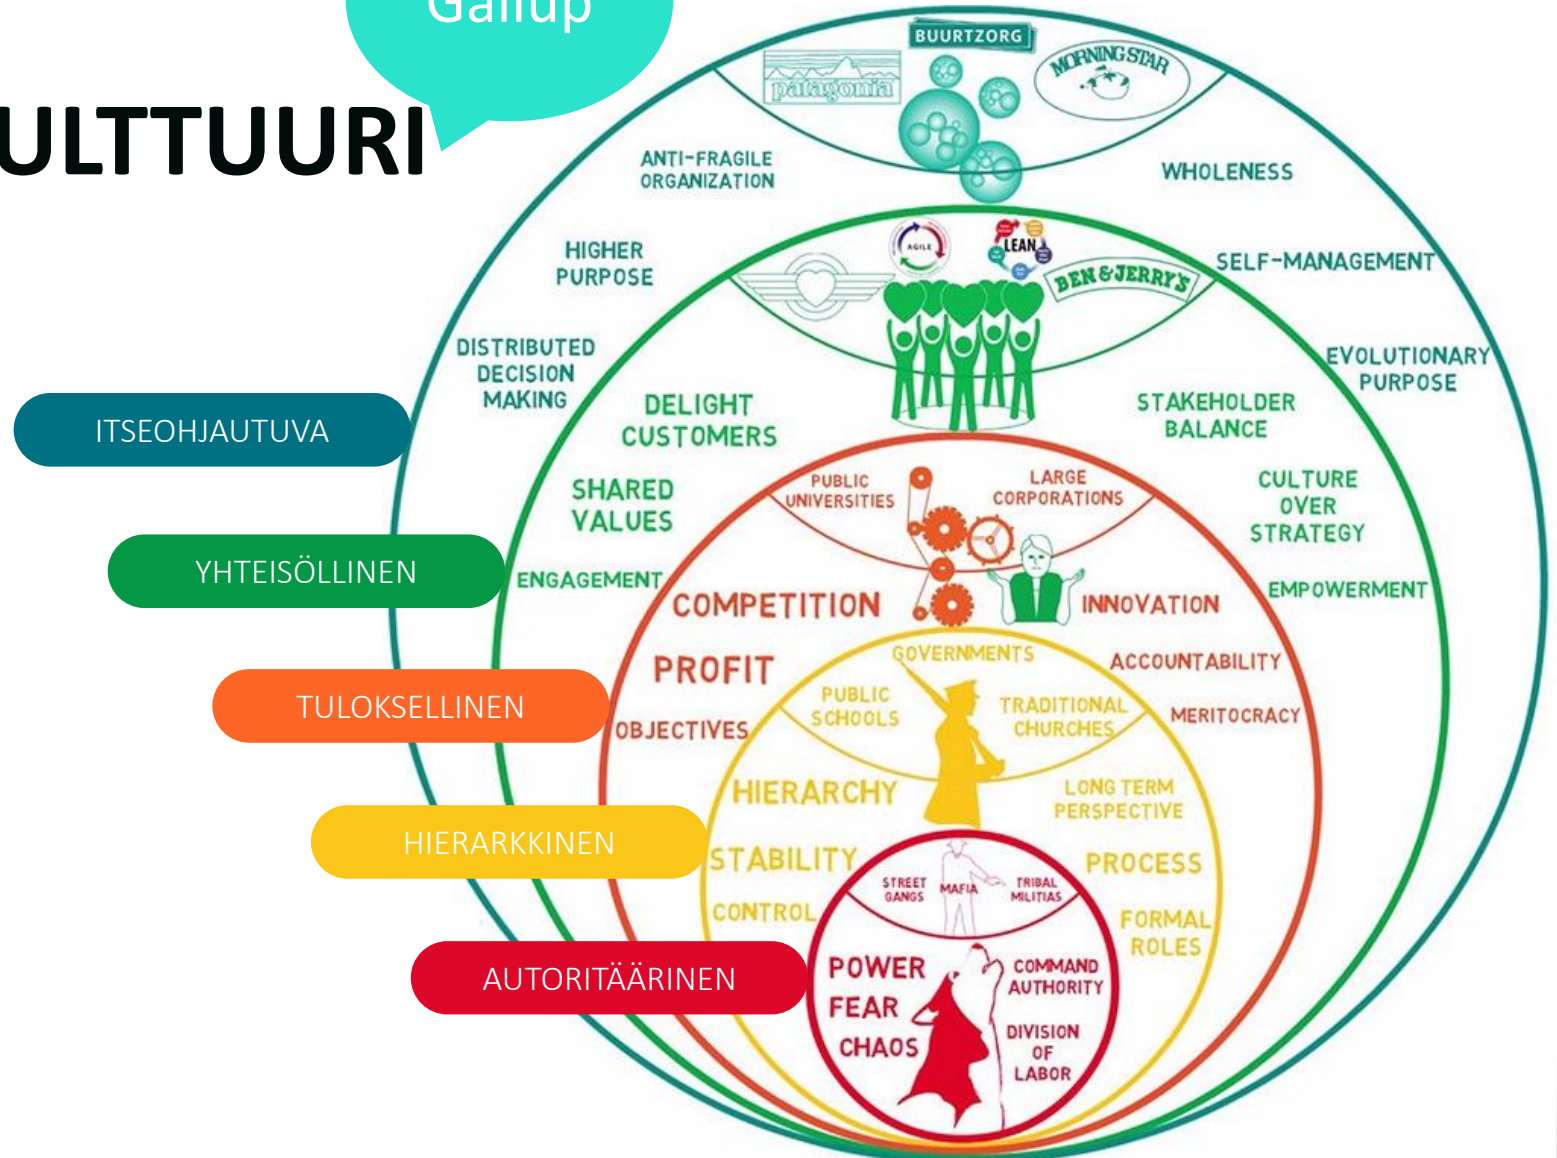 Gallup
ULTTUURI
BUURTZORG
patagonia
MORNING STAR
ANTI-FRAGILE
ORGANIZATION
WHOLENESS
HIGHER
PURPOSE
SELF-MANAGEMENT
DISTRIBUTED
DECISION
MAKING
EVOLUTIONARY
PURPOSE
AGILE
LEAN
BEN & JERRY'S
DELIGHT
CUSTOMERS
STAKEHOLDER
BALANCE
SHARED
VALUES
CULTURE
OVER
STRATEGY
ENGAGEMENT
EMPOWERMENT
PUBLIC
UNIVERSITIES
LARGE
CORPORATIONS
COMPETITION
INNOVATION
PROFIT
ACCOUNTABILITY
OBJECTIVES
MERITOCRACY
GOVERNMENTS
PUBLIC
SCHOOLS
TRADITIONAL
CHURCHES
HIERARCHY
LONG TERM
PERSPECTIVE
STABILITY
PROCESS
CONTROL
FORMAL
ROLES
STREET
GANGS
MAFIA
TRIBAL
MILITIAS
POWER
FEAR
CHAOS
COMMAND
AUTHORITY
DIVISION
OF
LABOR
ITSEOHJAUTUVA
YHTEISÖLLINEN
TULOKSELLINEN
HIERARKKINEN
AUTORITÄÄRINEN